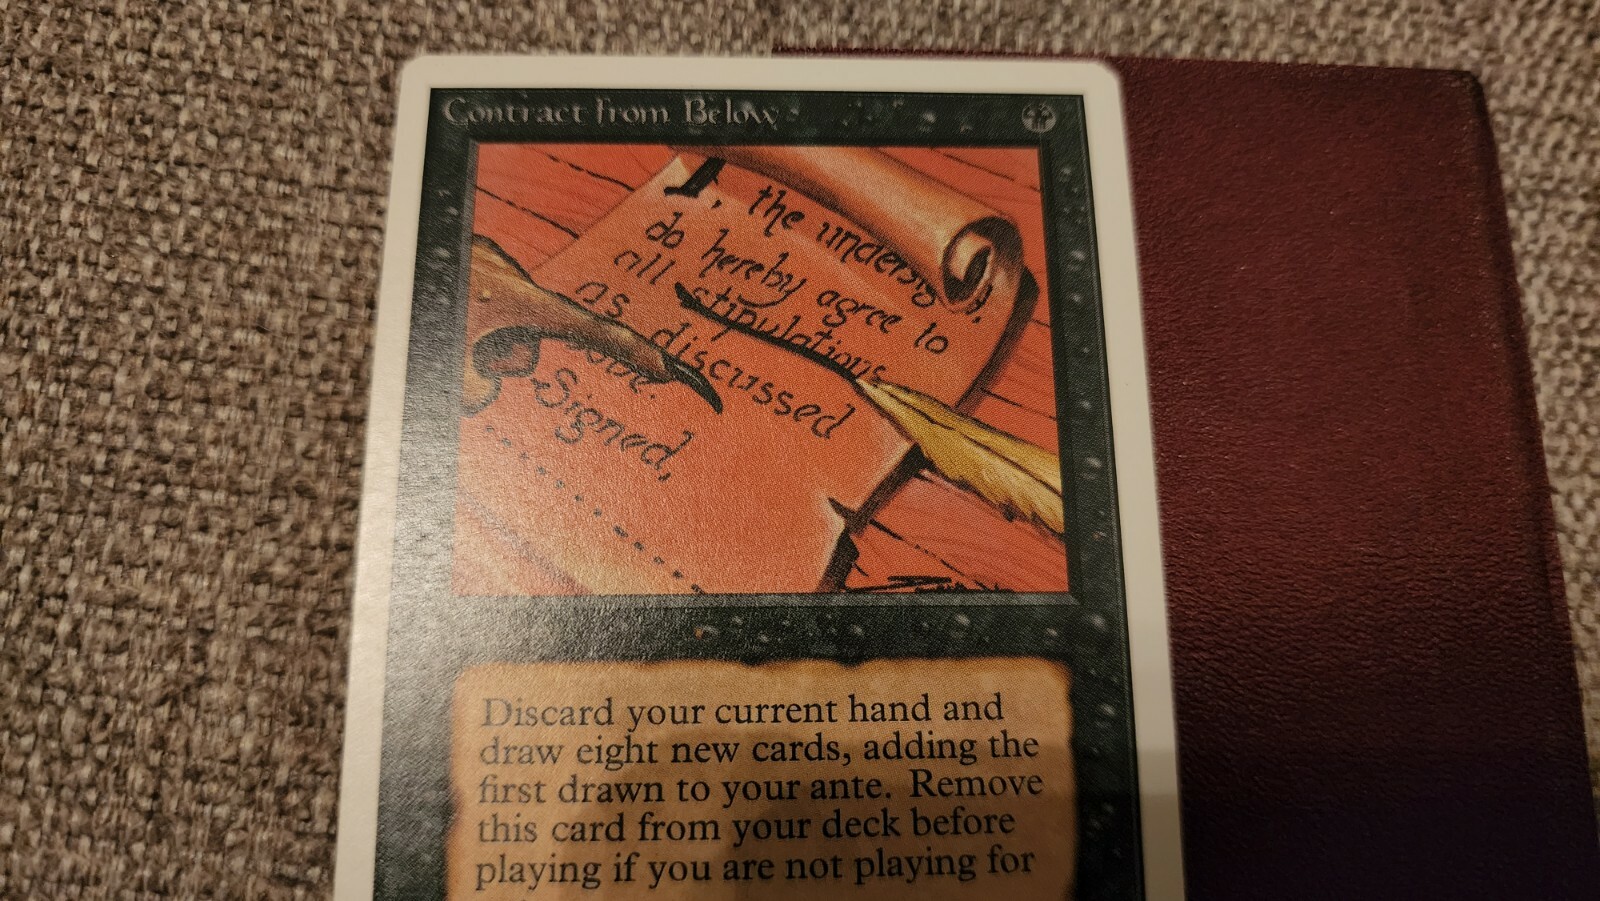 Contract from Below
I, the undersig
do hereby agree to
all stipulations
as discussed
Signed,
Discard your current hand and
draw eight new cards, adding the
first drawn to your ante. Remove
this card from your deck before
playing if you are not playing for